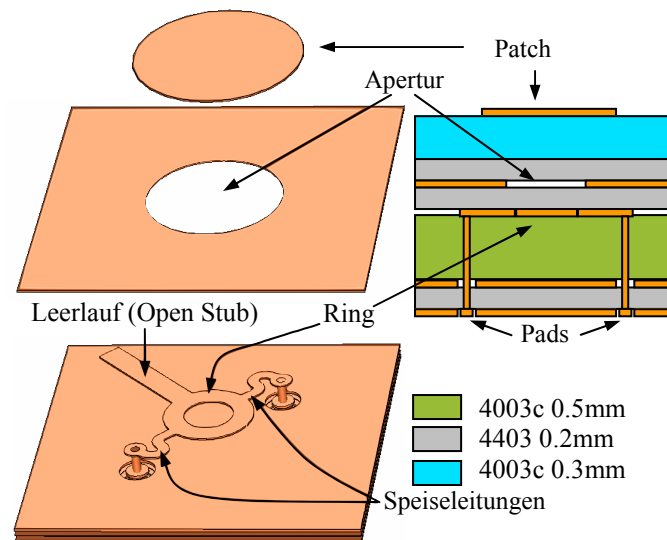 Patch
Apertur
Leerlauf (Open Stub)
Ring
Pads
4003c 0.5mm
4403 0.2mm
4003c 0.3mm
Speiseleitungen